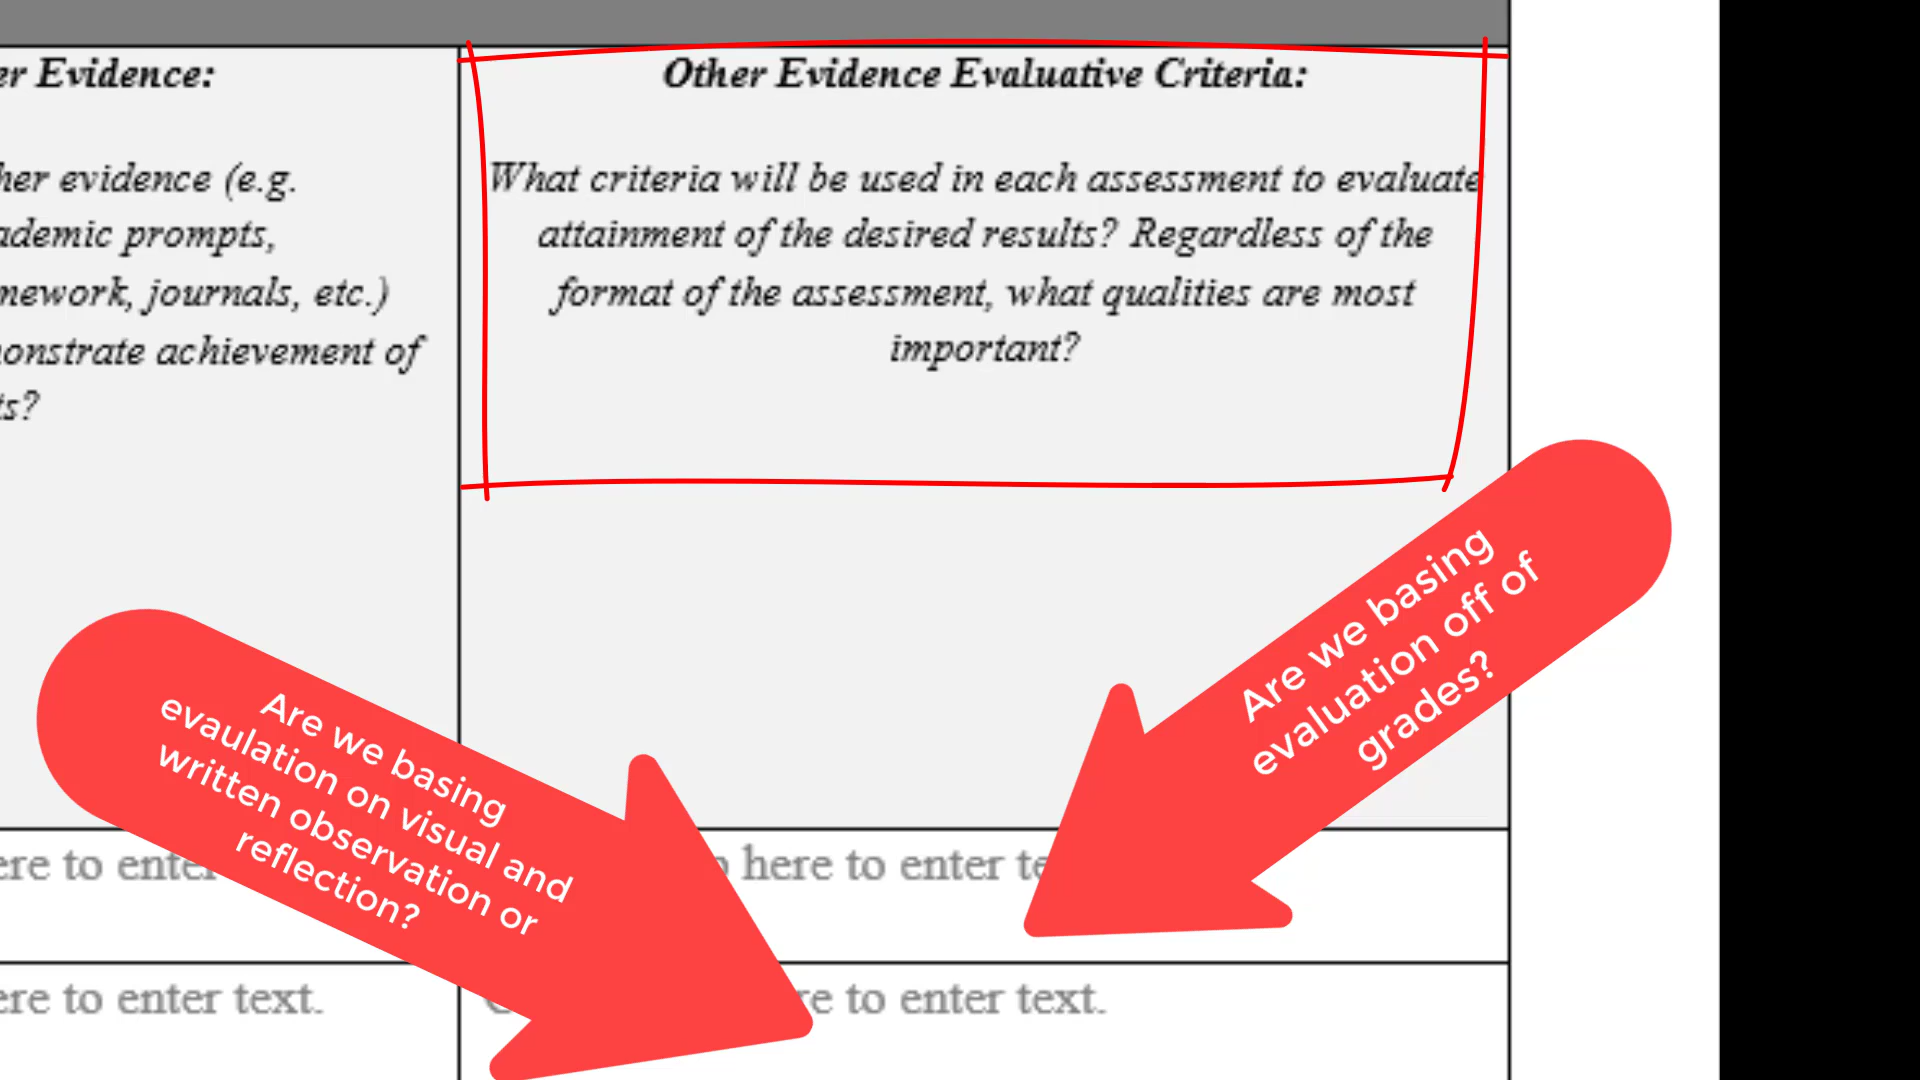 er Evidence:
her evidence (e.g.
ademic prompts,
mework, journals, etc.)
onstrate achievement of
ts?
Other Evidence Evaluative Criteria:
What criteria will be used in each assessment to evaluate
attainment of the desired results? Regardless of the
format of the assessment, what qualities are most
important?
Are we basing
evaluation off of
grades?
Are we basing
evaulation on visual and
written observation or
reflection?
ere to enter
here to enter te
ere to enter text.
re to enter text.